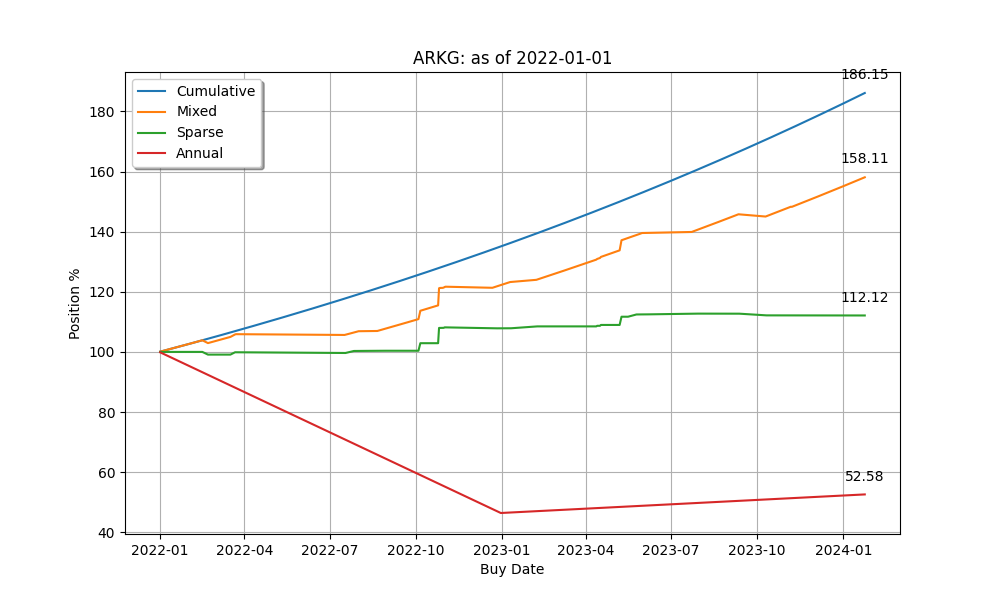 ARKG: as of 2022-01-01
186.15
Cumulative
Mixed
Sparse
Annual
158.11
112.12
52.58
180
160
140
120
100
80
60
40
Position %
2022-01 2022-04 2022-07 2022-10 2023-01 2023-04 2023-07 2023-10 2024-01
Buy Date